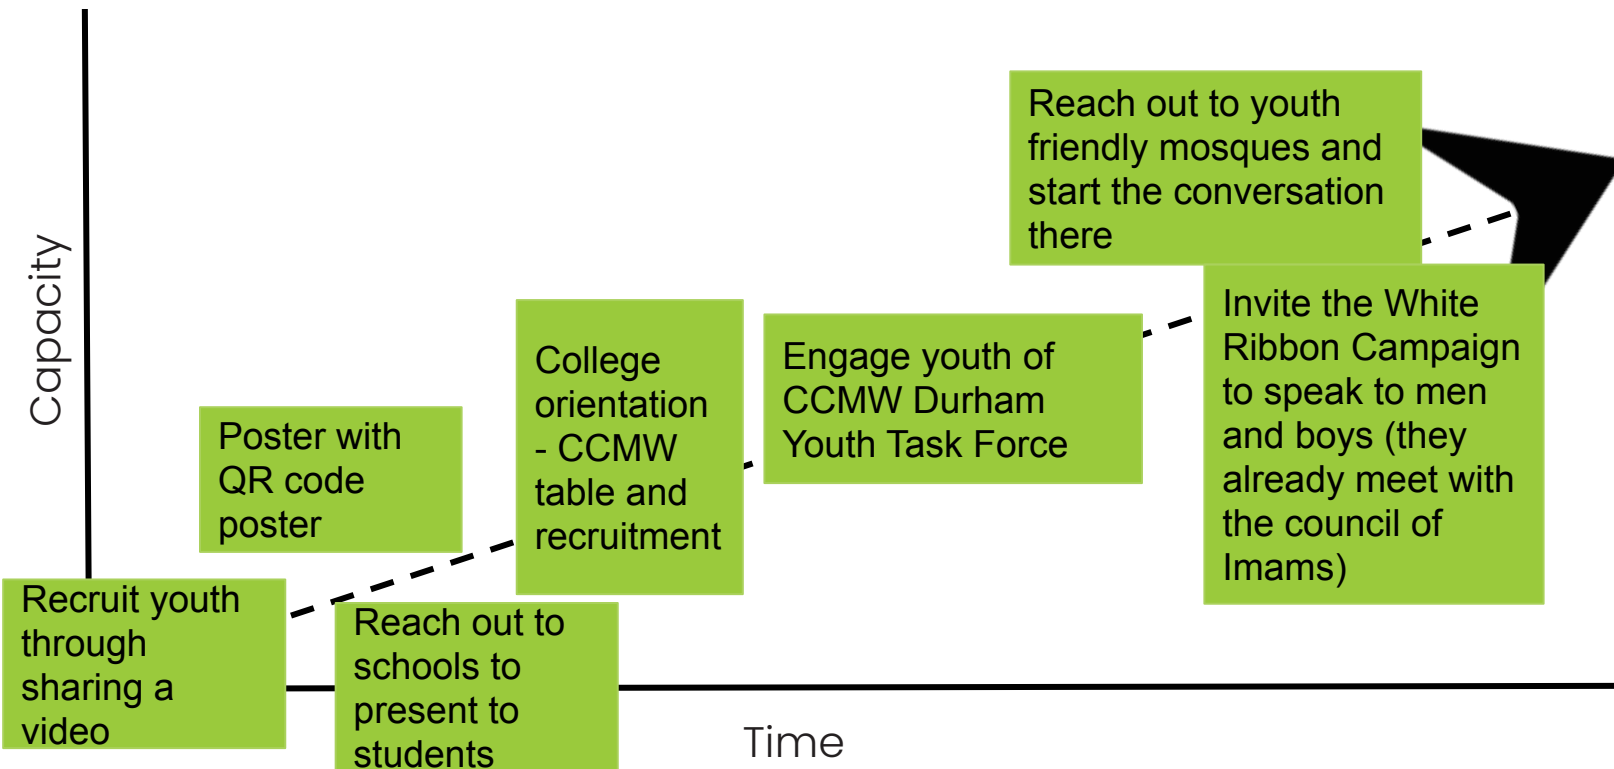 Capacity
Recruit youth
through
sharing a
video
Poster with
QR code
poster
Reach out to
schools to
present to
students
College
orientation
- CCMW
table and
recruitment
Engage youth of
CCMW Durham
Youth Task Force
Reach out to youth
friendly mosques and
start the conversation
there
Invite the White
Ribbon Campaign
to speak to men
and boys (they
already meet with
the council of
Imams)
Time